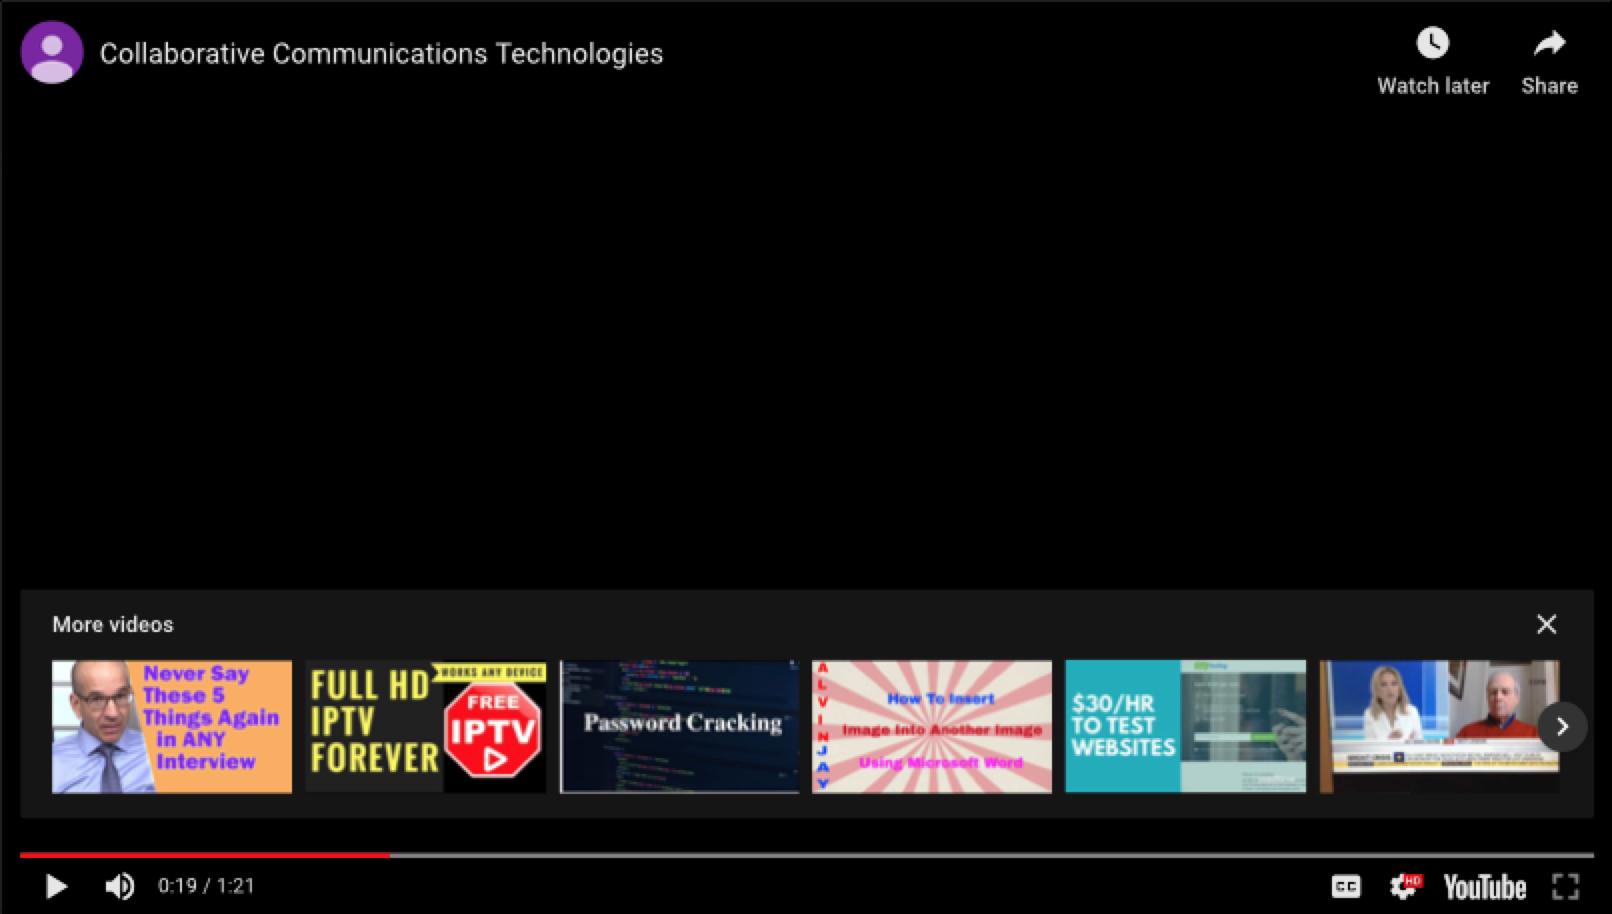 Collaborative Communications Technologies
Watch later
Share
More videos
Never Say
These 5
Things Again
in ANY
Interview
FULL HD
IPTV
FOREVER
WORKS ANY DEVICE
FREE
IPTV
Password Cracking
ALVINJAY
How To Insert
Image Into Another Image
Using Microsoft Word
$30/HR
TO TEST
WEBSITES
0:19 / 1:21
CC
HD
YouTube